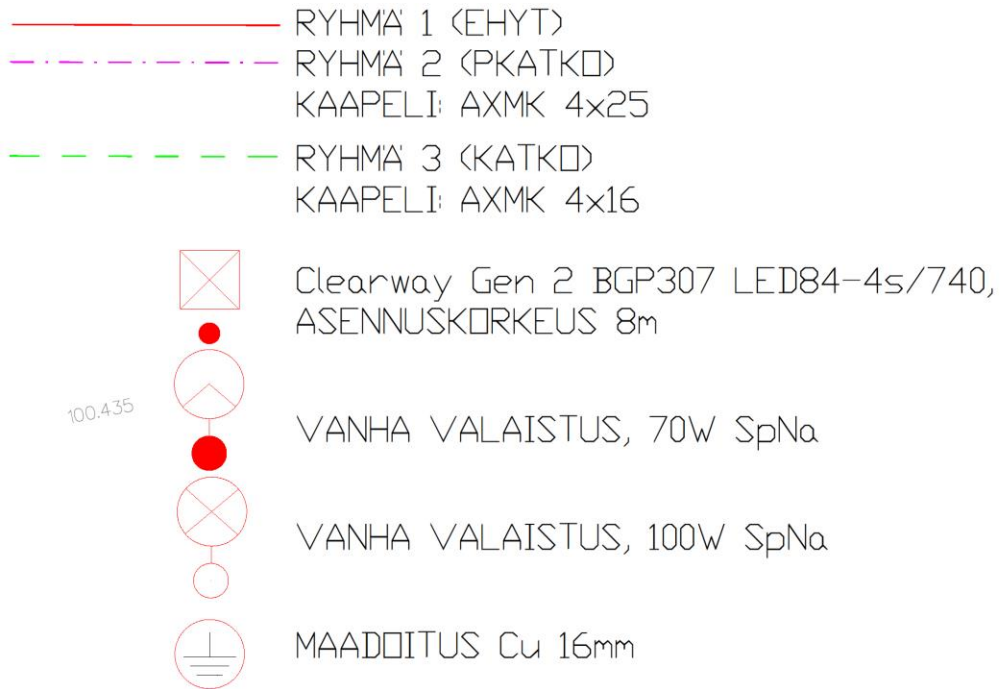 RYHMÄ 1 (EHYT)
RYHMÄ 2 (PKATKO)
KAAPELI: AXMK 4x25
RYHMÄ 3 (KATKO)
KAAPELI: AXMK 4x16
Clearway Gen 2 BGP307 LED84-4s/740,
ASENNUSKORKEUS 8m
100.435
VANHA VALAISTUS, 70W SpNa
VANHA VALAISTUS, 100W SpNa
MAADOITUS Cu 16mm